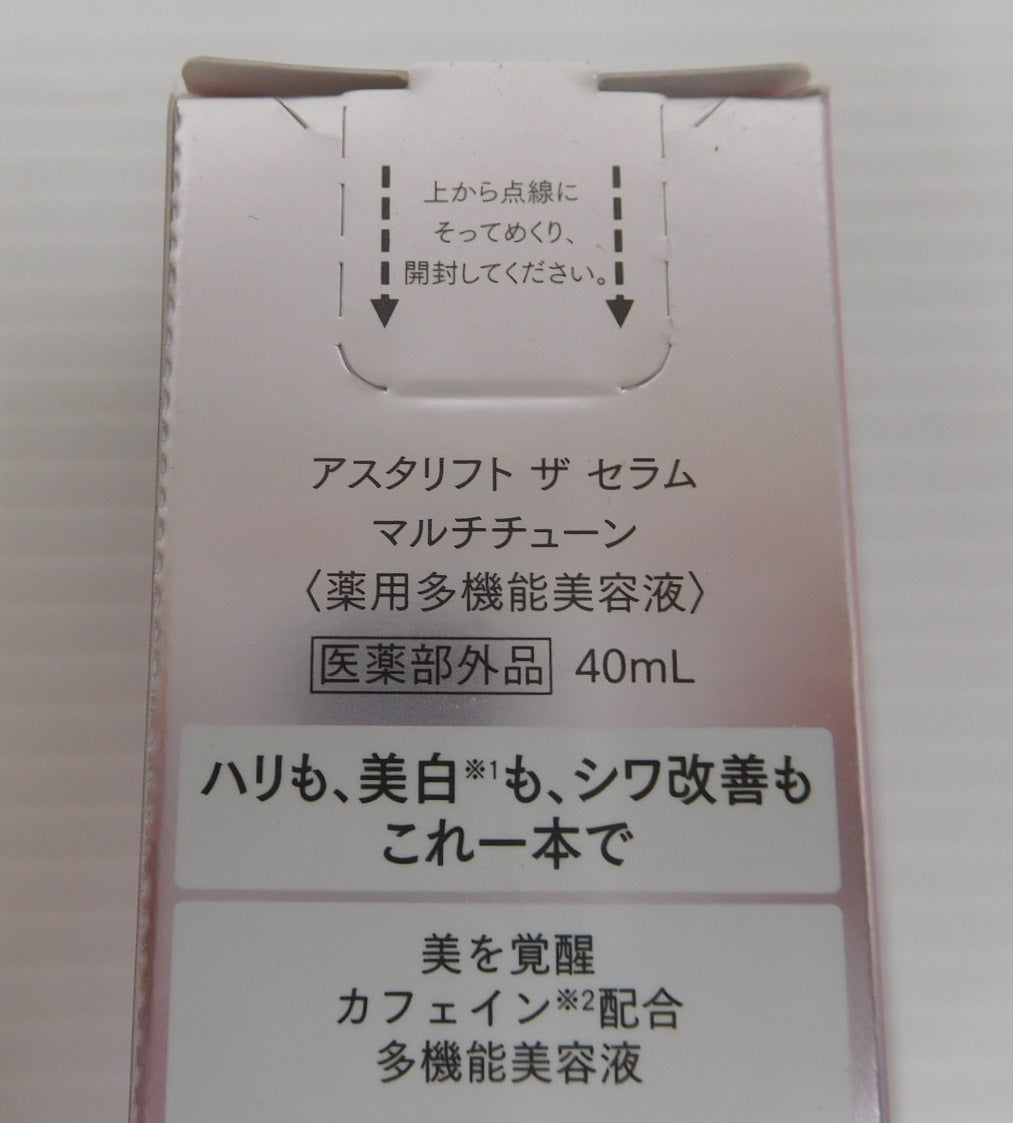 上から点線に
そってめくり、
開封してください。
アスタリフト ザ セラム
マルチチューン
〈薬用多機能美容液〉
医薬部外品 40mL
ハリも、美白※1も、シワ改善も
これ一本で
美を覚醒
カフェイン※2配合
多機能美容液